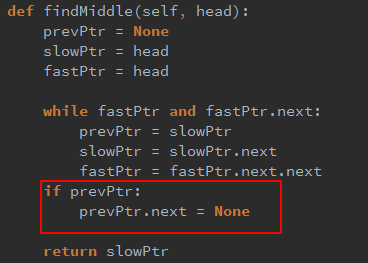 def findMiddle(self, head):
    prevPtr = None
    slowPtr = head
    fastPtr = head

    while fastPtr and fastPtr.next:
        prevPtr = slowPtr
        slowPtr = slowPtr.next
        fastPtr = fastPtr.next.next
    if prevPtr:
        prevPtr.next = None

    return slowPtr